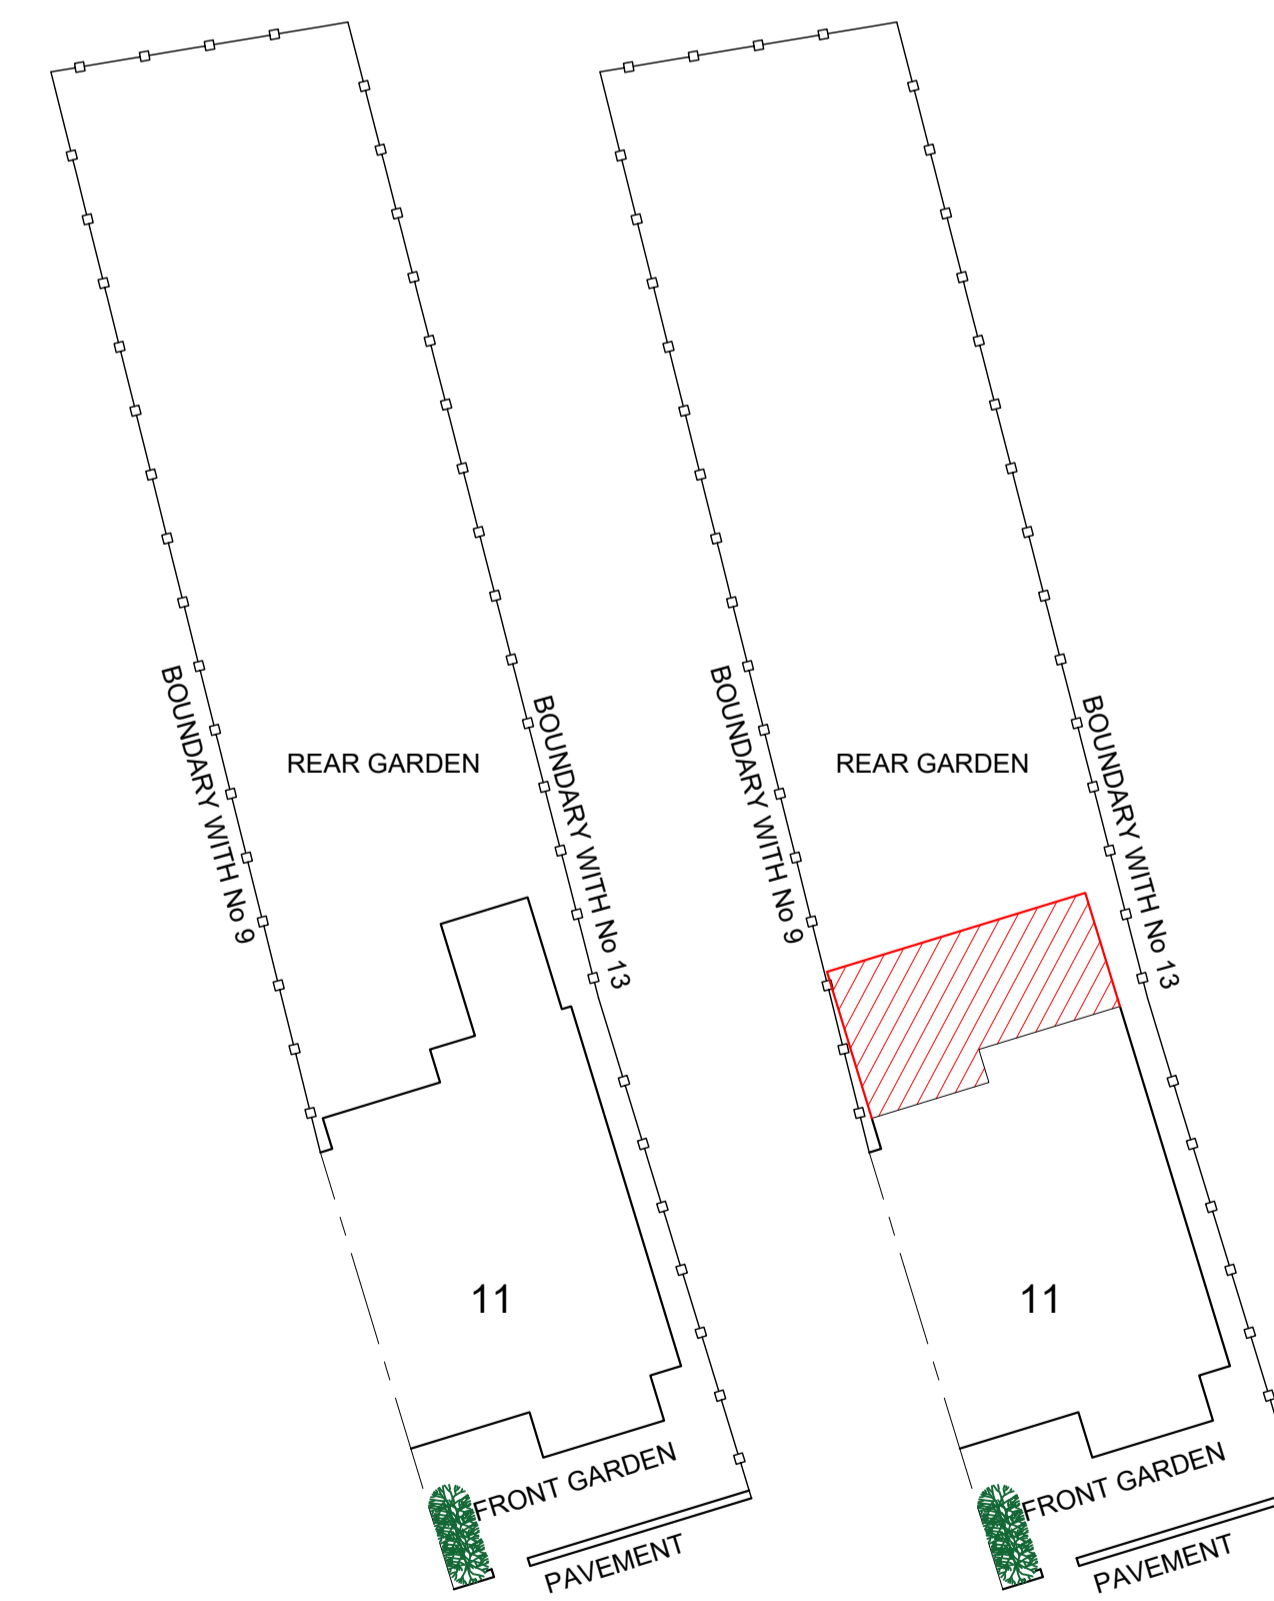 BOUNDARY WITH No 9
REAR GARDEN
BOUNDARY WITH No 13
11
FRONT GARDEN
PAVEMENT
BOUNDARY WITH No 9
REAR GARDEN
BOUNDARY WITH No 13
11
FRONT GARDEN
PAVEMENT